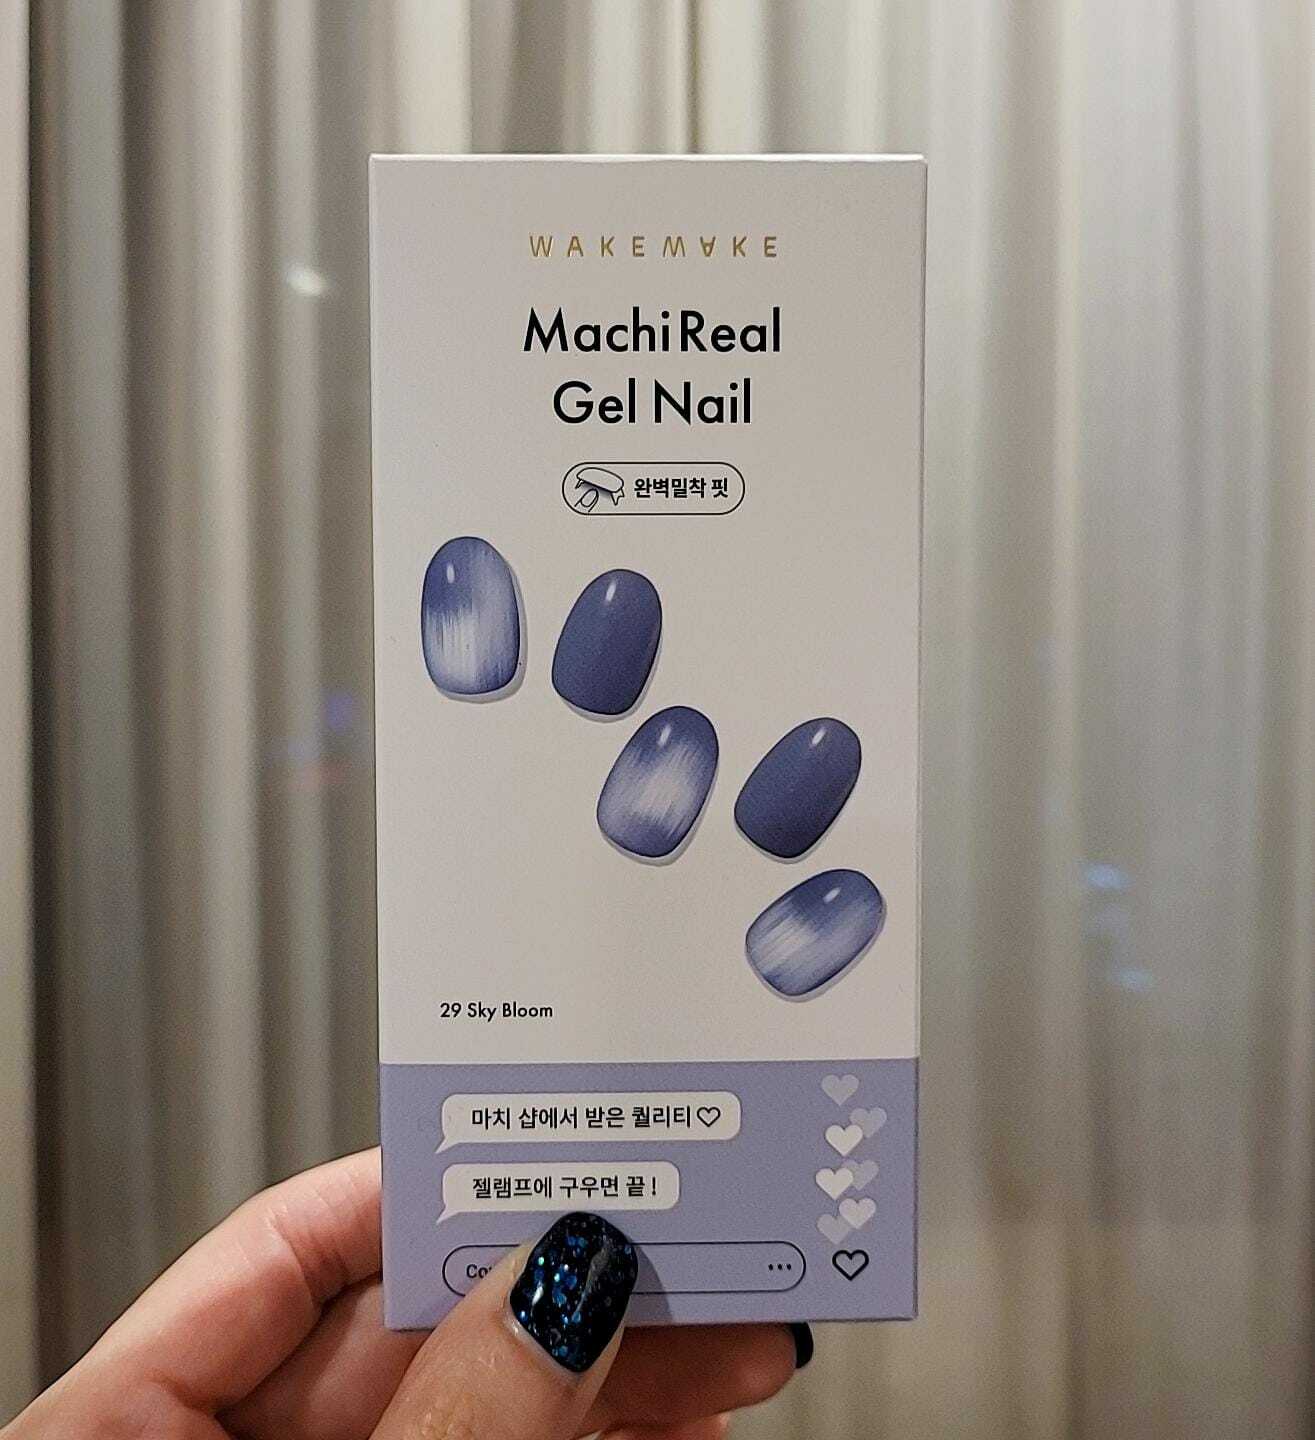 WAKEMAKE
MachiReal
Gel Nail
완벽밀착 핏
29 Sky Bloom
마치 샵에서 받은 퀄리티♡
젤램프에 구우면 끝!